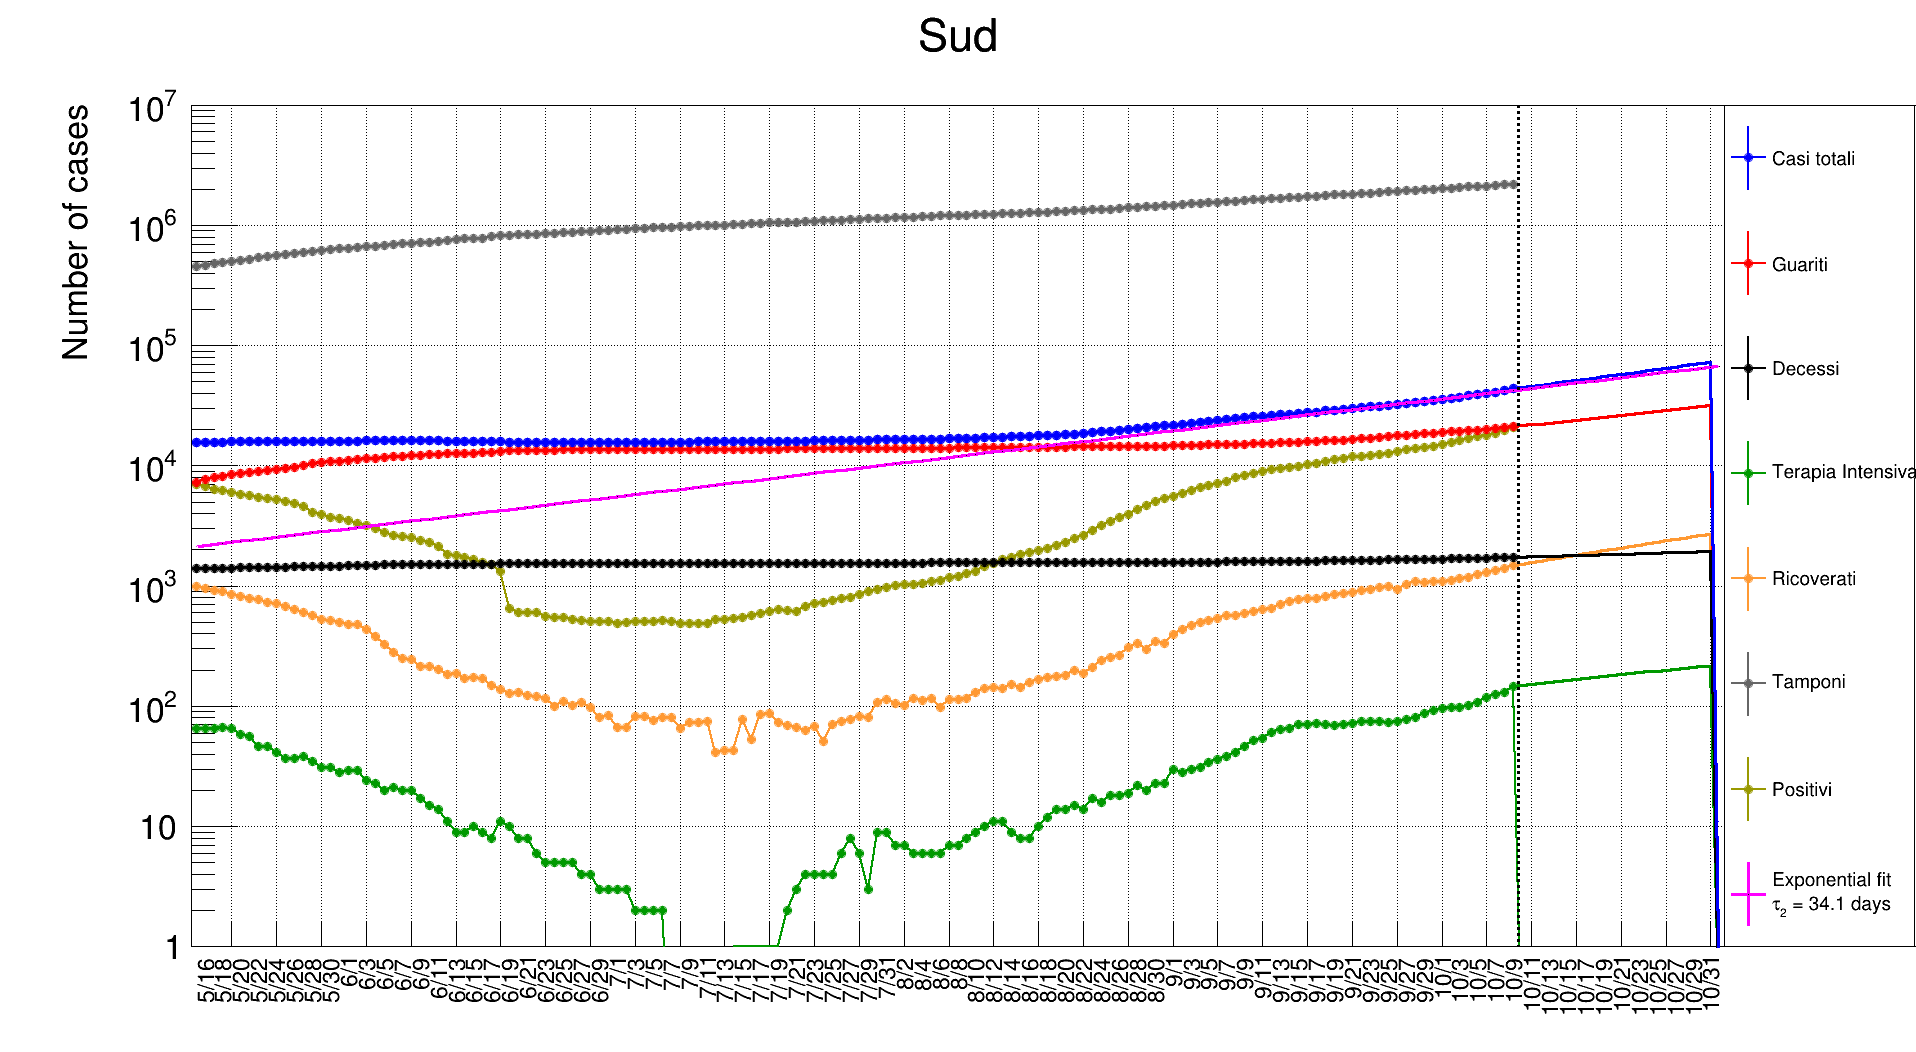 Sud
Number of cases
10^7
10^6
10^5
10^4
10^3
10^2
10
1
5/16 5/18 5/20 5/22 5/24 5/26 5/28 5/30 6/1 6/3 6/5 6/7 6/9 6/11 6/13 6/15 6/17 6/19 6/21 6/23 6/25 6/27 6/29 7/1 7/3 7/5 7/7 7/9 7/11 7/13 7/15 7/17 7/19 7/21 7/23 7/25 7/27 7/29 7/31 8/2 8/4 8/6 8/8 8/10 8/12 8/14 8/16 8/18 8/20 8/22 8/24 8/26 8/28 8/30 9/1 9/3 9/5 9/7 9/9 9/11 9/13 9/15 9/17 9/19 9/21 9/23 9/25 9/27 9/29 10/1 10/3 10/5 10/7 10/9 10/11 10/13 10/15 10/17 10/19 10/21 10/23 10/25 10/27 10/29 10/31
Casi totali
Guariti
Decessi
Terapia Intensiva
Ricoverati
Tamponi
Positivi
Exponential fit
τ₂ = 34.1 days